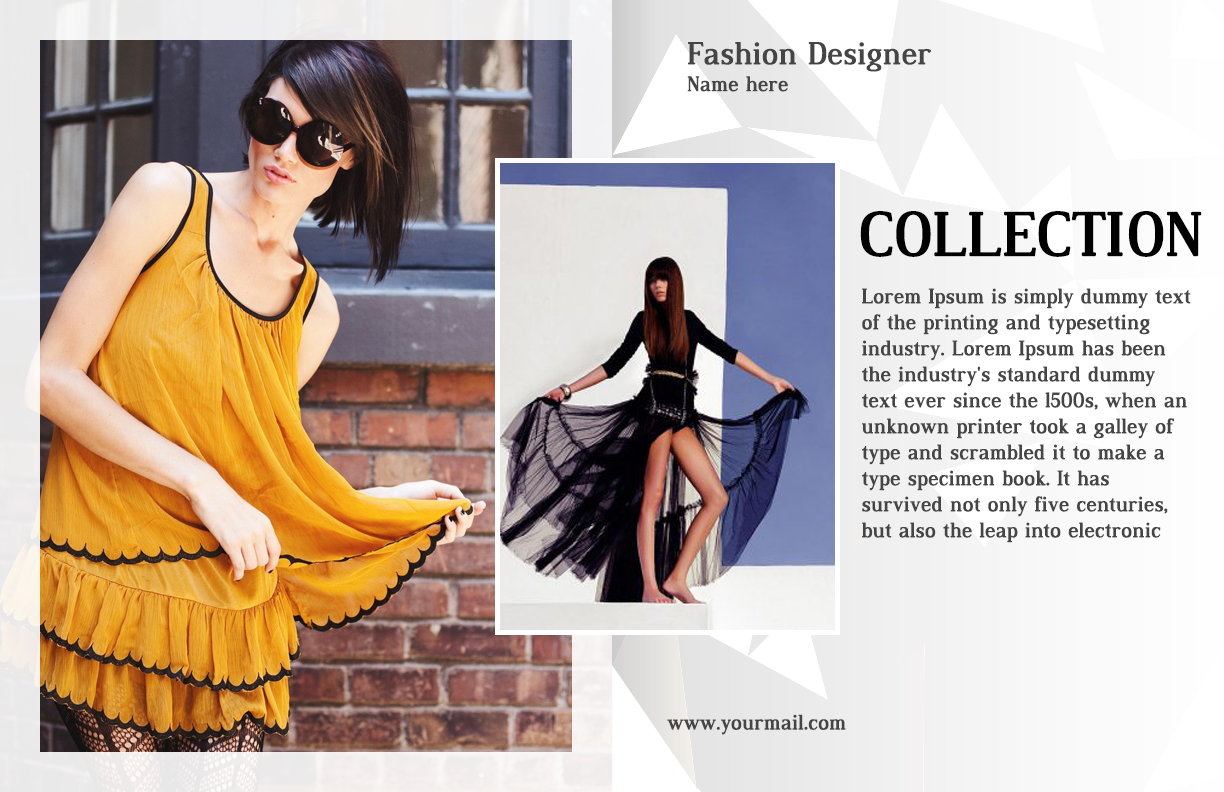 Fashion Designer
Name here
COLLECTION
Lorem Ipsum is simply dummy text
of the printing and typesetting
industry. Lorem Ipsum has been
the industry's standard dummy
text ever since the 1500s, when an
unknown printer took a galley of
type and scrambled it to make a
type specimen book. It has
survived not only five centuries,
but also the leap into electronic
www.yourmail.com